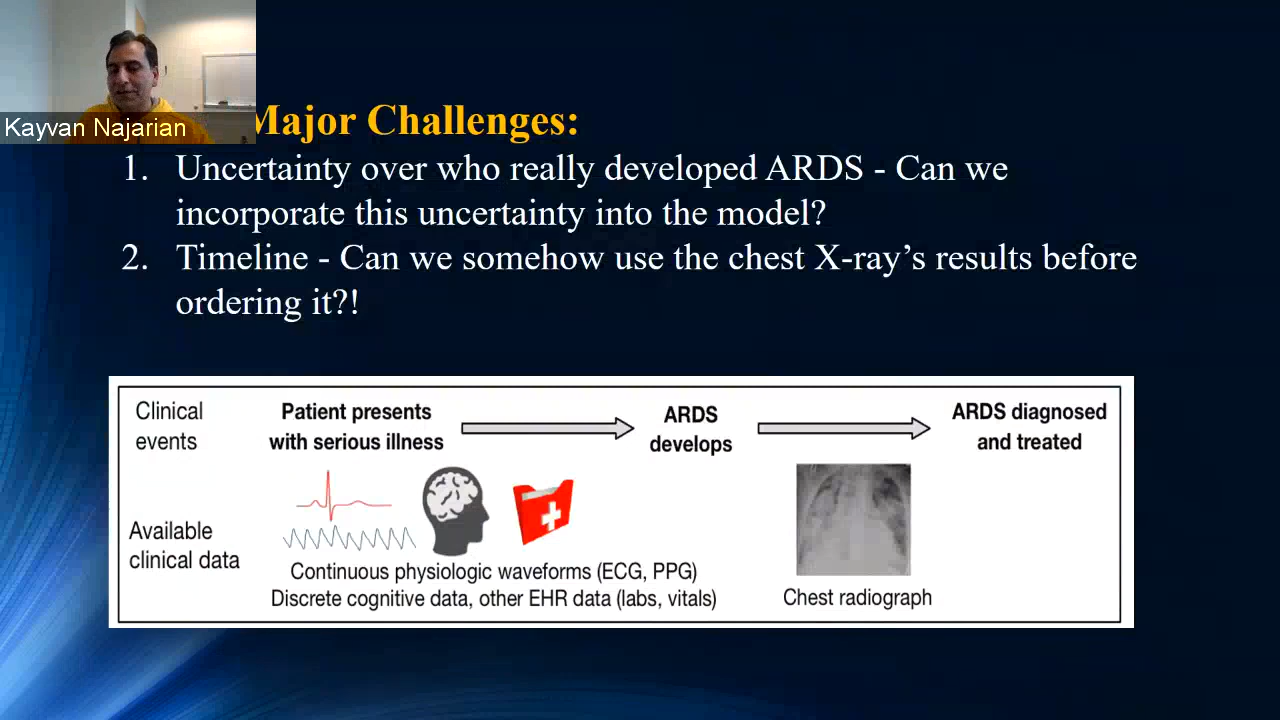 Kayvan Najarian
Major Challenges:
1. Uncertainty over who really developed ARDS - Can we
incorporate this uncertainty into the model?
2. Timeline - Can we somehow use the chest X-ray’s results before
ordering it?!
Clinical
events
Patient presents
with serious illness
ARDS
develops
ARDS diagnosed
and treated
Available
clinical data
Continuous physiologic waveforms (ECG, PPG)
Discrete cognitive data, other EHR data (labs, vitals)
Chest radiograph